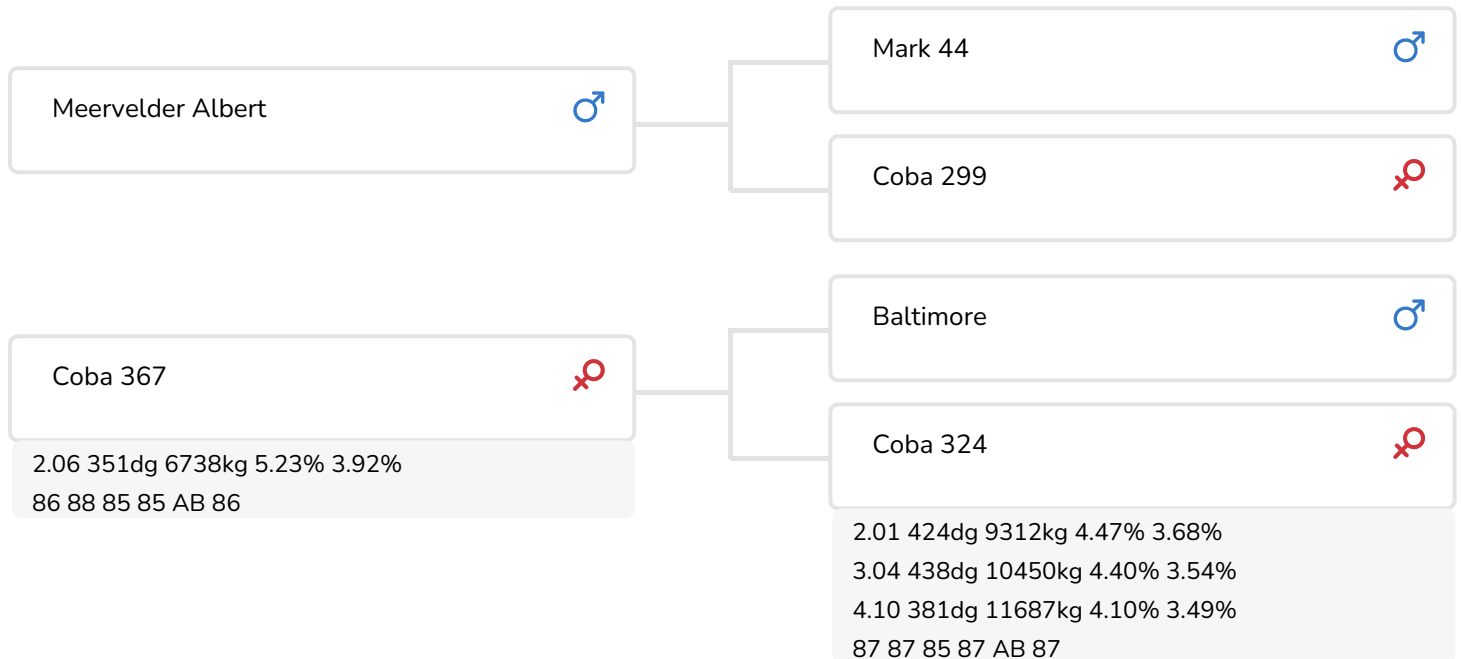 Mark 44
Meervelder Albert
Coba 299
Baltimore
Coba 367
2.06 351dg 6738kg 5.23% 3.92%
86 88 85 85 AB 86
Coba 324
2.01 424dg 9312kg 4.47% 3.68%
3.04 438dg 10450kg 4.40% 3.54%
4.10 381dg 11687kg 4.10% 3.49%
87 87 85 87 AB 87